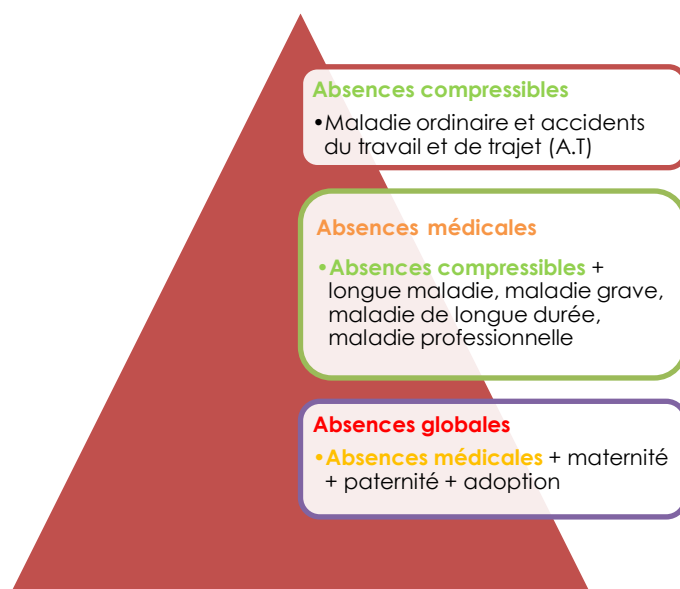 Absences compressibles
•Maladie ordinaire et accidents
du travail et de trajet (A.T)
Absences médicales
•Absences compressibles +
longue maladie, maladie grave,
maladie de longue durée,
maladie professionnelle
Absences globales
•Absences médicales + maternité
+ paternité + adoption